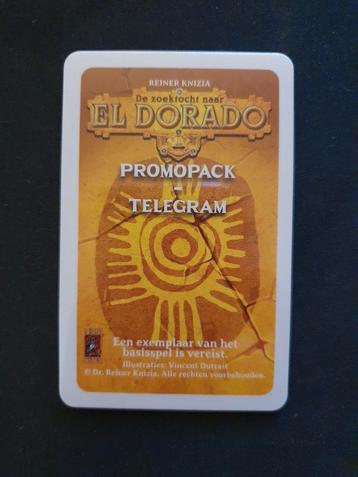 REINER KNIZIA
De zoektocht naar
EL DORADO
PROMOPACK
-
TELEGRAM
Een exemplaar van het
basisspel is vereist.
Illustraties: Vincent Dutrait
© Dr. Reiner Knizia. Alle rechten voorbehouden.